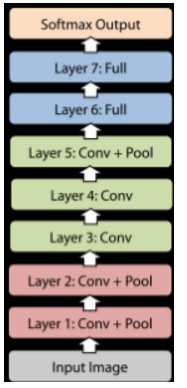 Softmax Output
Layer 7: Full
Layer 6: Full
Layer 5: Conv + Pool
Layer 4: Conv
Layer 3: Conv
Layer 2: Conv + Pool
Layer 1: Conv + Pool
Input Image